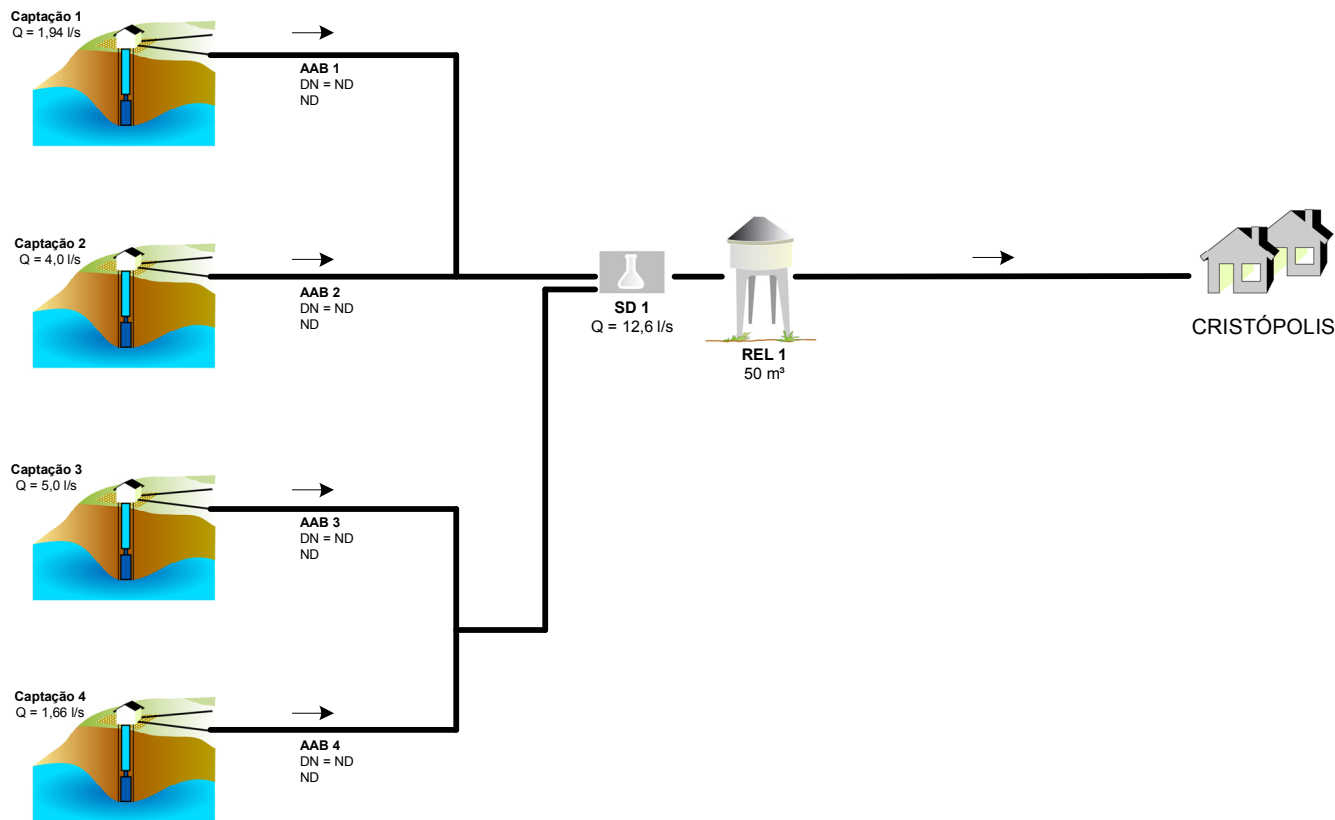 Captação 1
Q = 1,94 l/s
AAB 1
DN = ND
ND
Captação 2
Q = 4,0 l/s
AAB 2
DN = ND
ND
SD 1
Q = 12,6 l/s
REL 1
50 m³
CRISTÓPOLIS
Captação 3
Q = 5,0 l/s
AAB 3
DN = ND
ND
Captação 4
Q = 1,66 l/s
AAB 4
DN = ND
ND